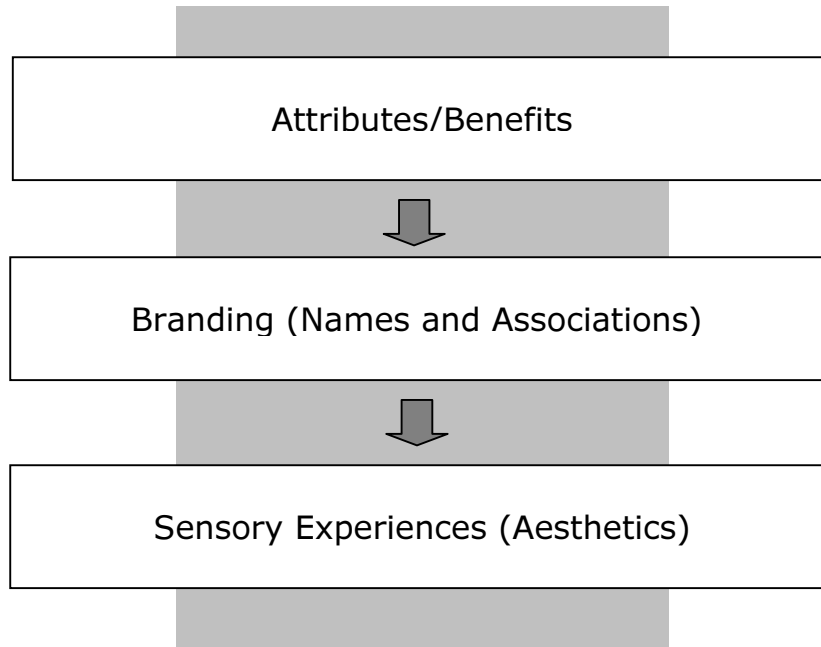 Attributes/Benefits
Branding (Names and Associations)
Sensory Experiences (Aesthetics)